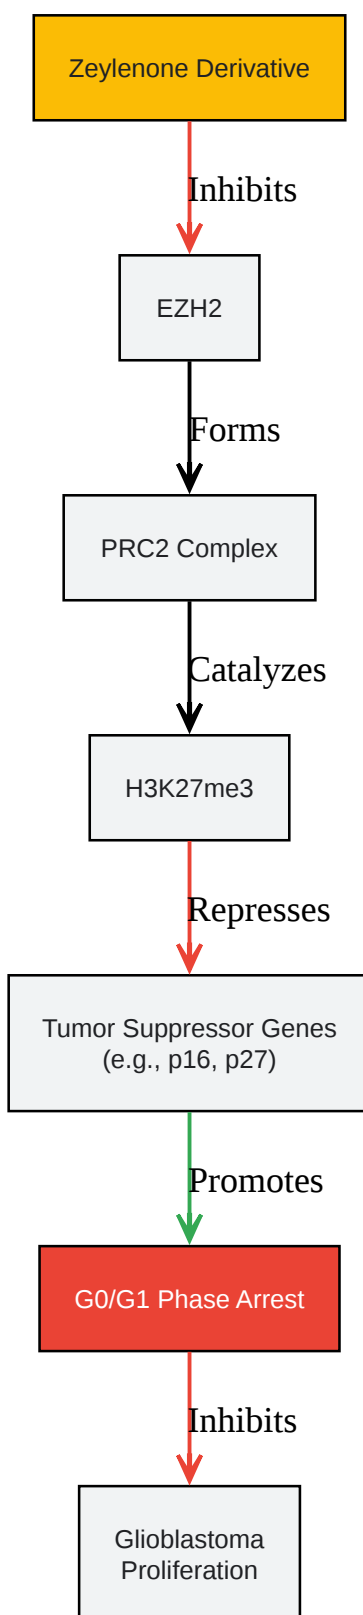 Zeylenone Derivative
Inhibits
EZH2
Forms
PRC2 Complex
Catalyzes
H3K27me3
Represses
Tumor Suppressor Genes
(e.g., p16, p27)
Promotes
G0/G1 Phase Arrest
Inhibits
Glioblastoma
Proliferation